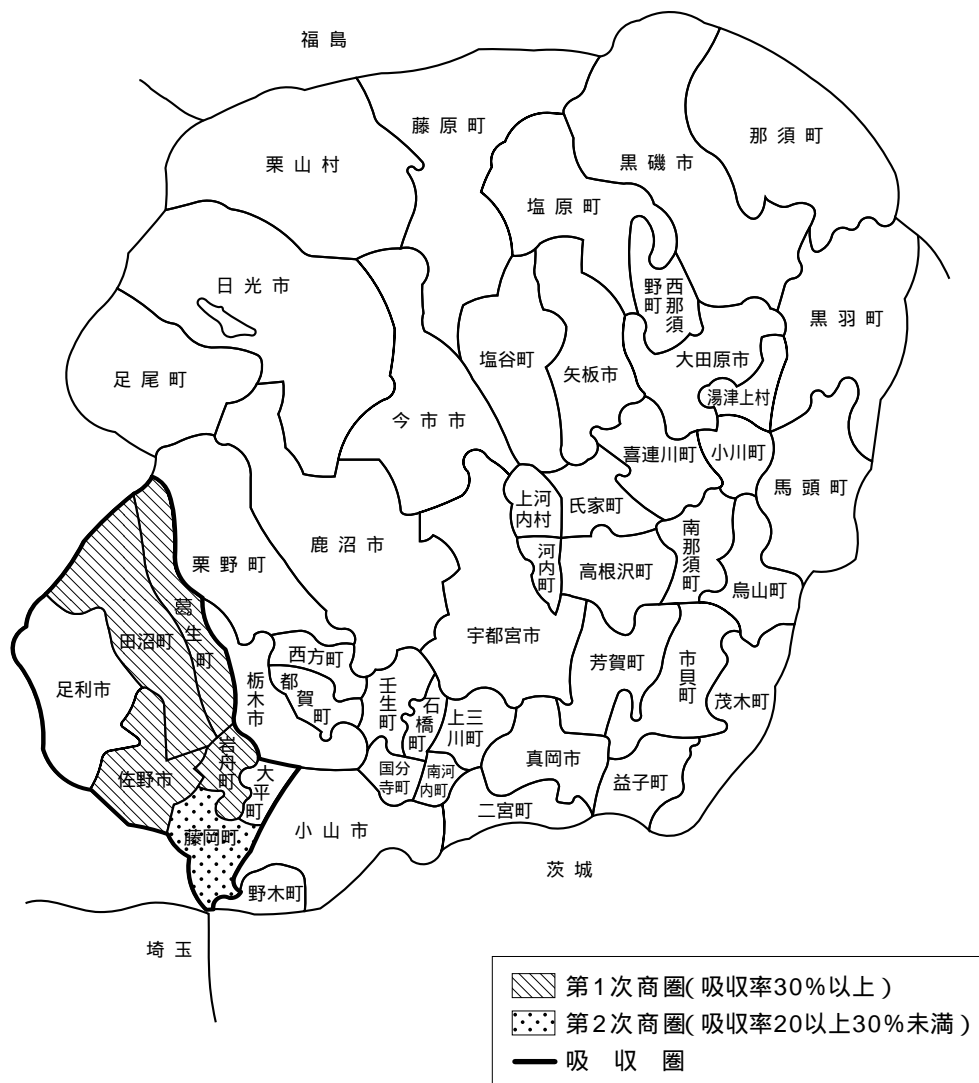 福島
藤原町
那須町
栗山村
黒磯市
塩原町
日光市
西那須
野町
黒羽町
足尾町
塩谷町
矢板市
大田原市
湯津上村
今市市
喜連川町
小川町
馬頭町
上河
内村
氏家町
鹿沼市
栗野町
河内町
高根沢町
南那須町
烏山町
葛生町
田沼町
宇都宮市
西方町
芳賀町
市貝町
足利市
栃木市
都賀町
壬生町
石橋町
上三
川町
茂木町
岩舟町
真岡市
大平町
佐野市
国分
寺町
南河
内町
益子町
二宮町
藤岡町
小山市
茨城
野木町
埼玉
第1次商圏(吸収率30%以上)
第2次商圏(吸収率20以上30%未満)
吸収圏